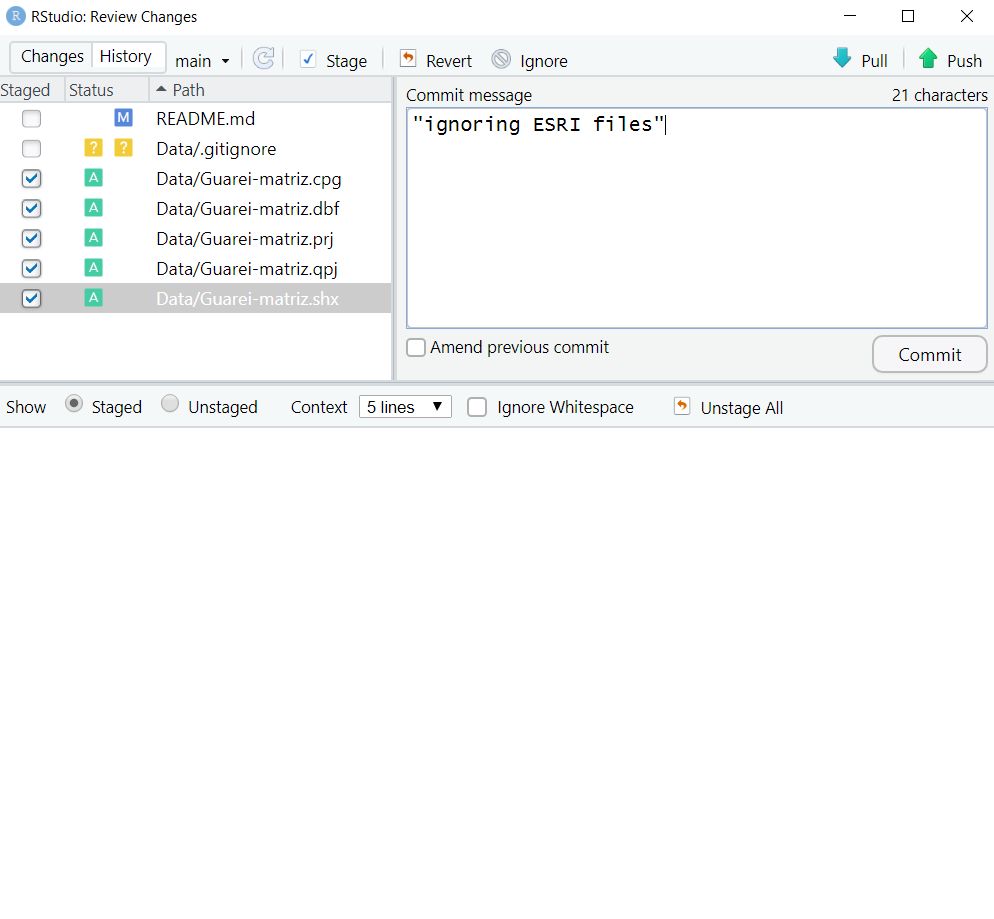 R RStudio: Review Changes
Changes History main Stage Revert Ignore Pull Push
Staged Status Path
Commit message 21 characters
M README.md
? ? Data/.gitignore
A Data/Guarei-matriz.cpg
A Data/Guarei-matriz.dbf
A Data/Guarei-matriz.prj
A Data/Guarei-matriz.qpj
A Data/Guarei-matriz.shx
"ignoring ESRI files"
Amend previous commit Commit
Show Staged Unstaged Context 5 lines Ignore Whitespace Unstage All